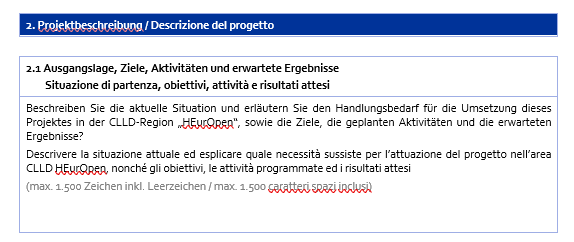 2. Projektbeschreibung / Descrizione del progetto
2.1 Ausgangslage, Ziele, Aktivitäten und erwartete Ergebnisse
Situazione di partenza, obiettivi, attività e risultati attesi
Beschreiben Sie die aktuelle Situation und erläutern Sie den Handlungsbedarf für die Umsetzung dieses
Projektes in der CLLD-Region „HEurOpen“, sowie die Ziele, die geplanten Aktivitäten und die erwarteten
Ergebnisse?
Descrivere la situazione attuale ed esplicare quale necessità sussiste per l'attuazione del progetto nell'area
CLLD HEurOpen, nonché gli obiettivi, le attività programmate ed i risultati attesi
(max. 1.500 Zeichen inkl. Leerzeichen / max. 1.500 caratteri spazi inclusi)